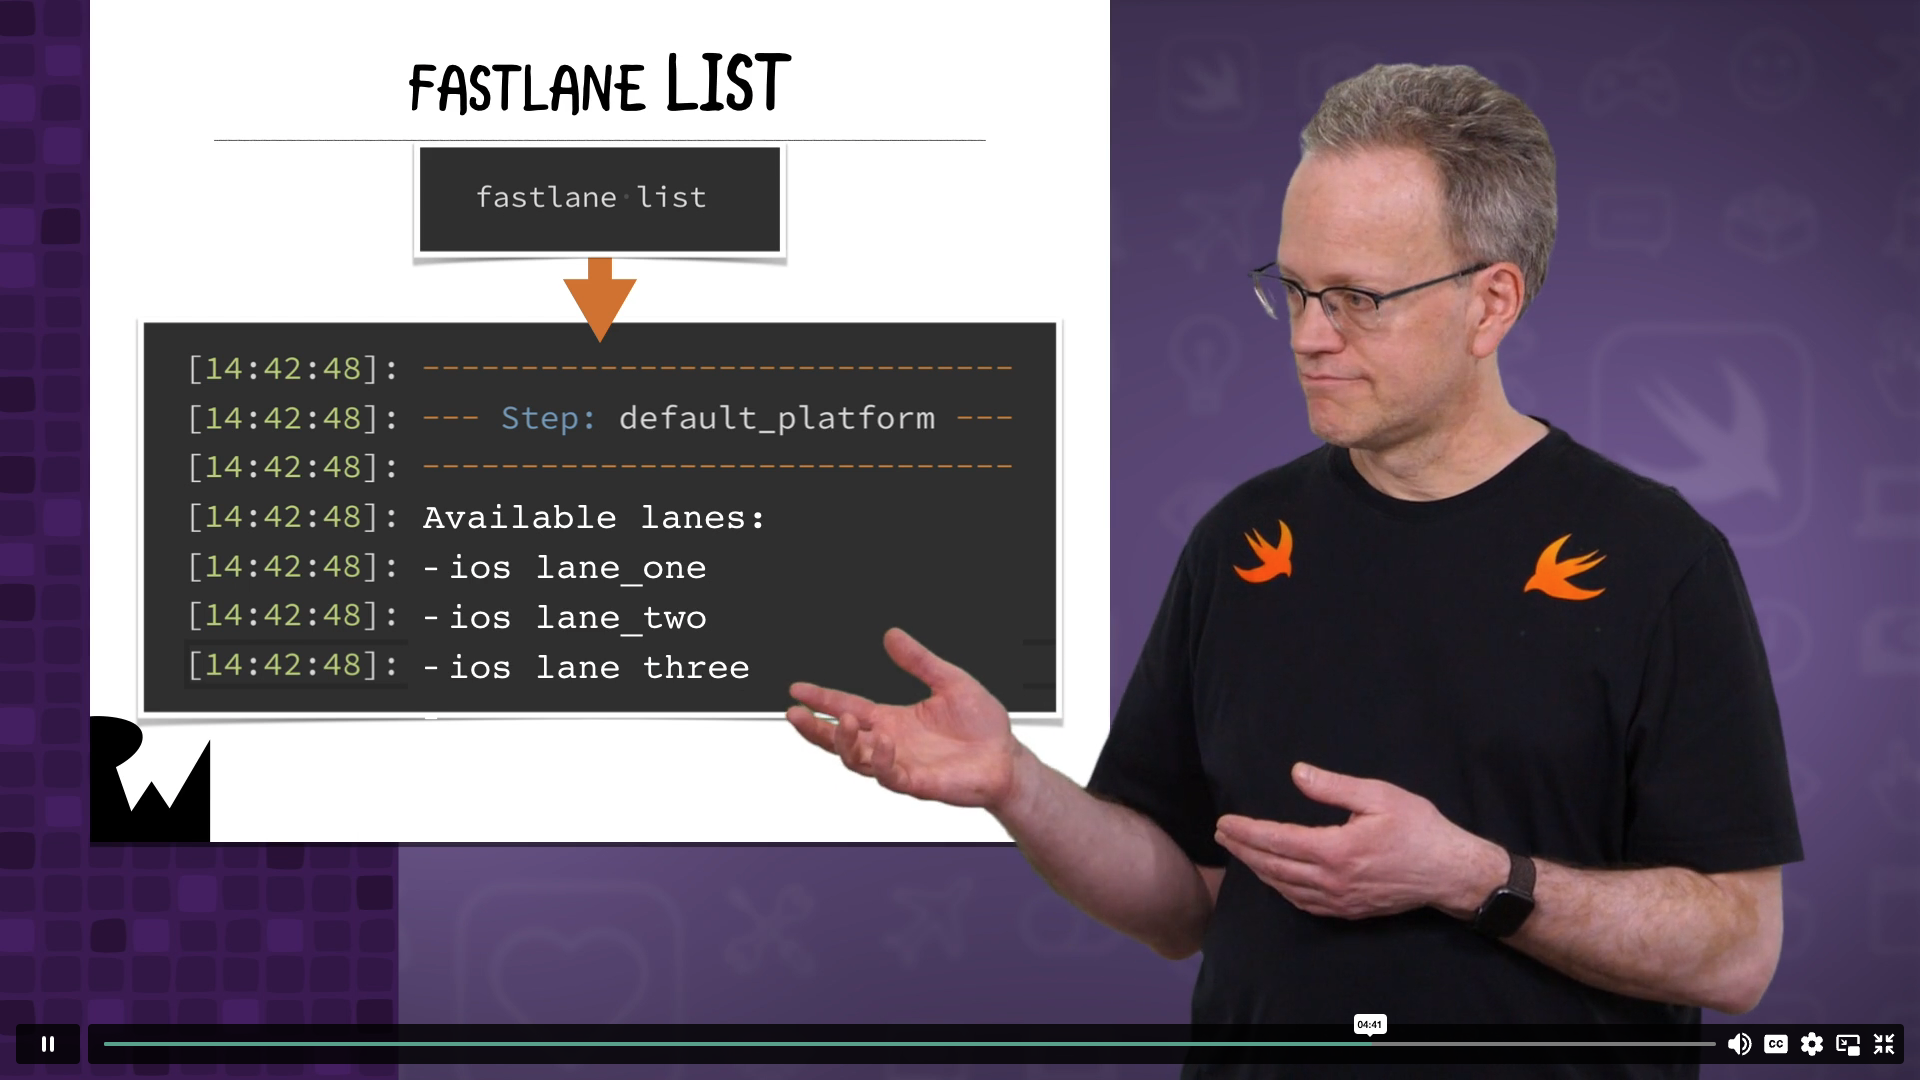 FASTLANE LIST
fastlane·list
[14:42:48]: ------------------------------
[14:42:48]: --- Step: default_platform ---
[14:42:48]: ------------------------------
[14:42:48]: Available lanes:
[14:42:48]: - ios lane_one
[14:42:48]: - ios lane_two
[14:42:48]: - ios lane three
RW
04:41
CC